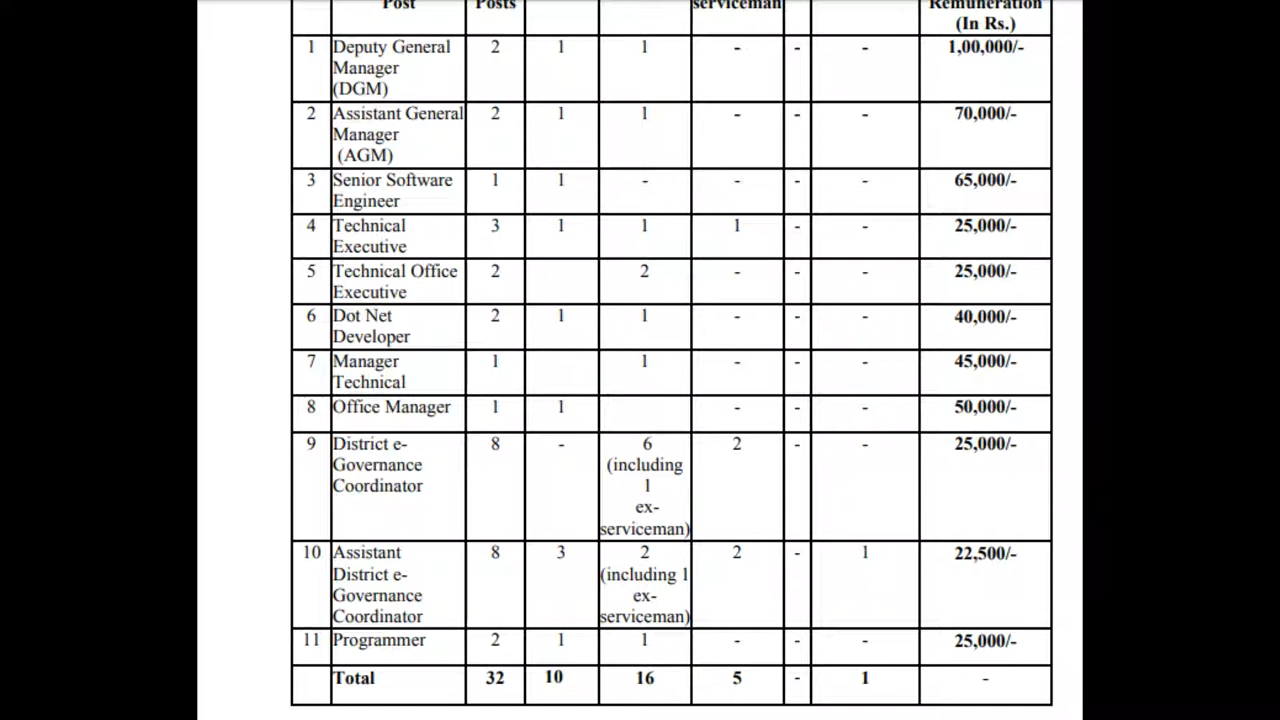 Post Posts serviceman Remuneration
(In Rs.)
1 Deputy General 2 1 1 - - - 1,00,000/-
Manager
(DGM)
2 Assistant General 2 1 1 - - - 70,000/-
Manager
(AGM)
3 Senior Software 1 1 - - - - 65,000/-
Engineer
4 Technical 3 1 1 1 - - 25,000/-
Executive
5 Technical Office 2 2 - - - 25,000/-
Executive
6 Dot Net 2 1 1 - - - 40,000/-
Developer
7 Manager 1 1 - - - 45,000/-
Technical
8 Office Manager 1 1 - - - 50,000/-
9 District e- 8 - 6 2 - - 25,000/-
Governance (including
Coordinator 1
ex-
serviceman)
10 Assistant 8 3 2 2 - 1 22,500/-
District e- (including 1
Governance ex-
Coordinator serviceman)
11 Programmer 2 1 1 - - - 25,000/-
Total 32 10 16 5 - 1 -